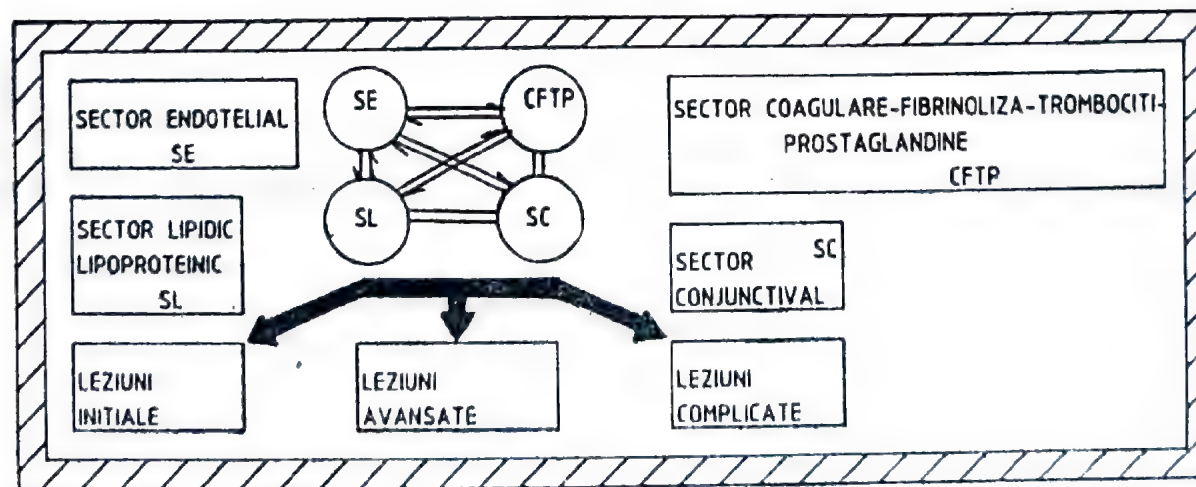 SECTOR ENDOTELIAL
SE
SE
CFTP
SL
SC
SECTOR COAGULARE-FIBRINOLIZA-TROMBOCITI-
PROSTAGLANDINE
CFTP
SECTOR LIPIDIC
LIPOPROTEINIC
SL
SC
SECTOR
CONJUNCTIVAL
LEZIUNI
INITIALE
LEZIUNI
AVANSATE
LEZIUNI
COMPLICATE